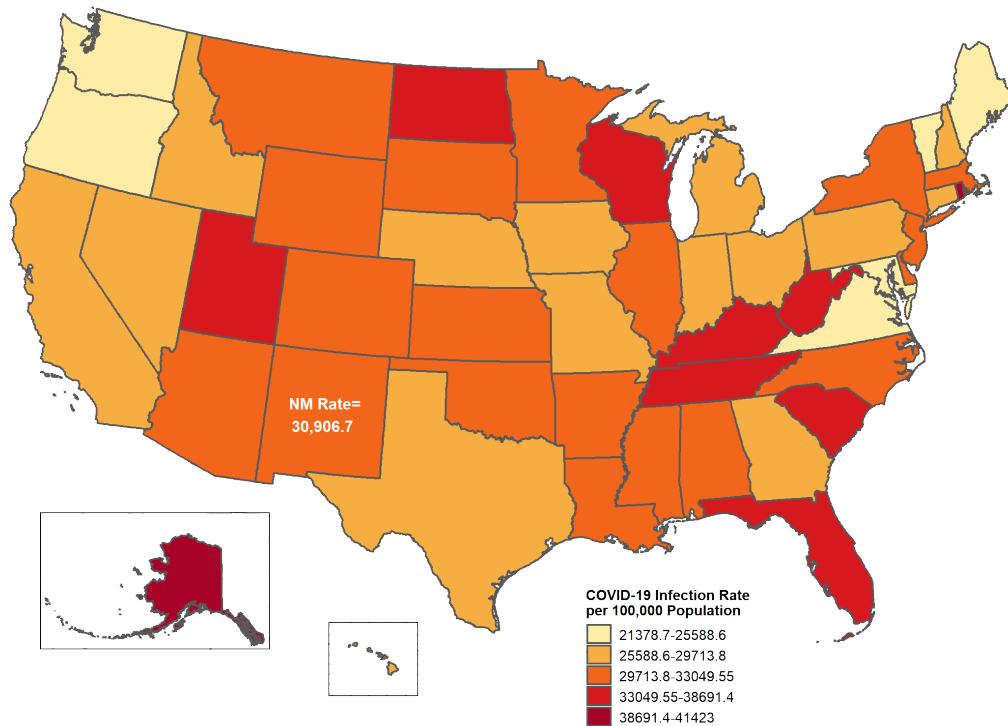 NM Rate=
30,906.7
COVID-19 Infection Rate
per 100,000 Population
21378.7-25588.6
25588.6-29713.8
29713.8-33049.55
33049.55-38691.4
38691.4-41423